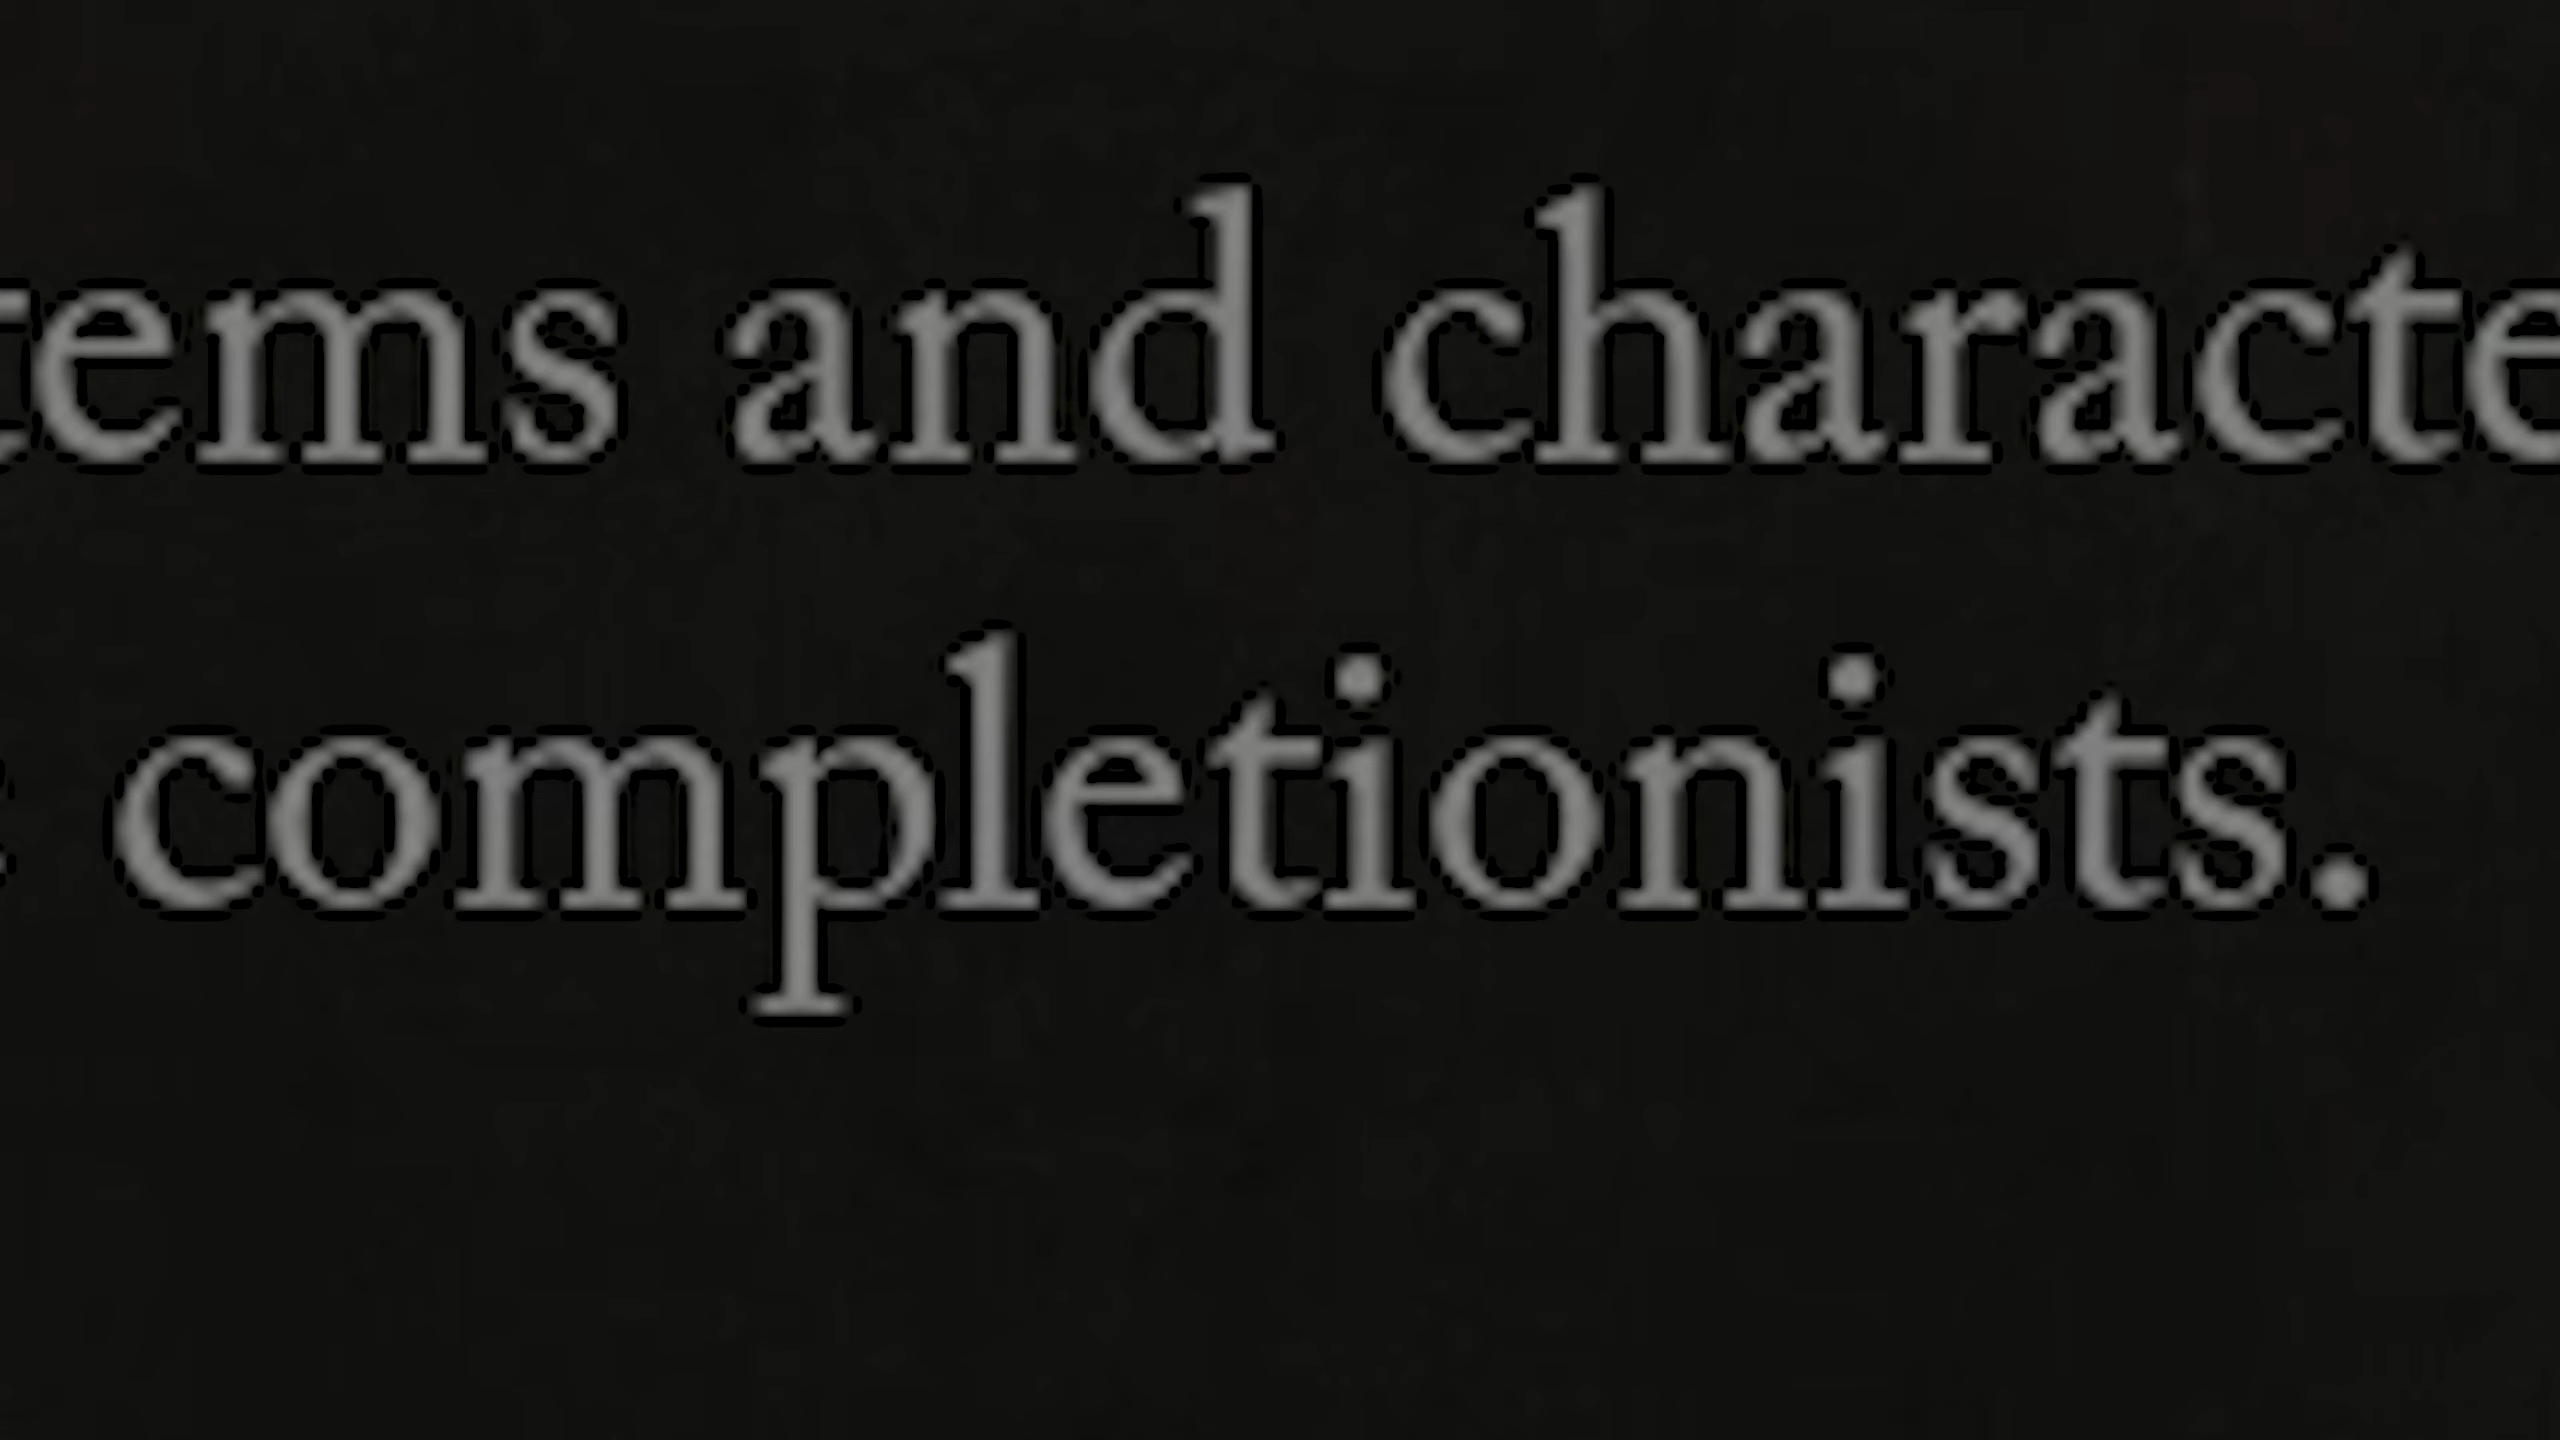 tems and characte
completionists.